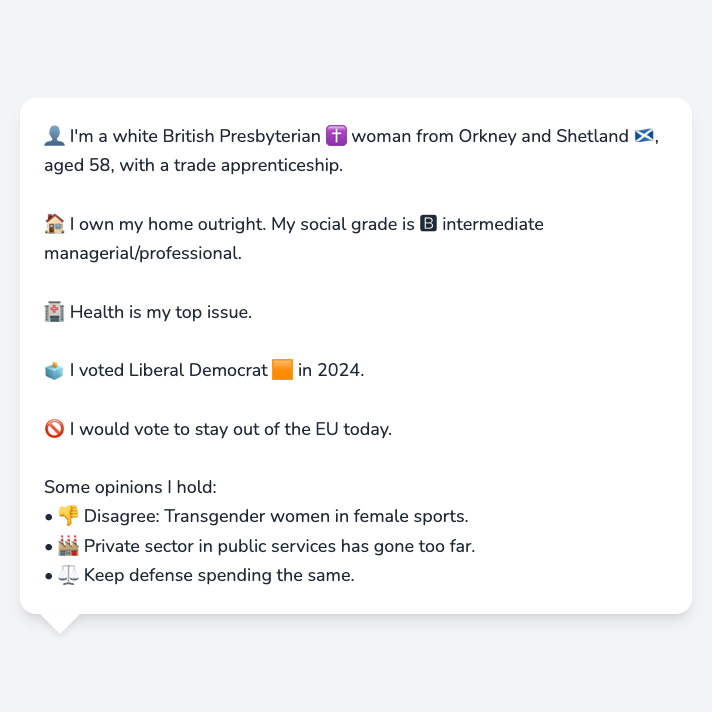 👤 I'm a white British Presbyterian ✝️ woman from Orkney and Shetland 🏴󠁧󠁢󠁳󠁣󠁴󠁿,
aged 58, with a trade apprenticeship.
🏠 I own my home outright. My social grade is 🅱 intermediate
managerial/professional.
🏥 Health is my top issue.
🗳️ I voted Liberal Democrat 🟧 in 2024.
🚫 I would vote to stay out of the EU today.
Some opinions I hold:
• 👎 Disagree: Transgender women in female sports.
• 🏭 Private sector in public services has gone too far.
• ⚖️ Keep defense spending the same.